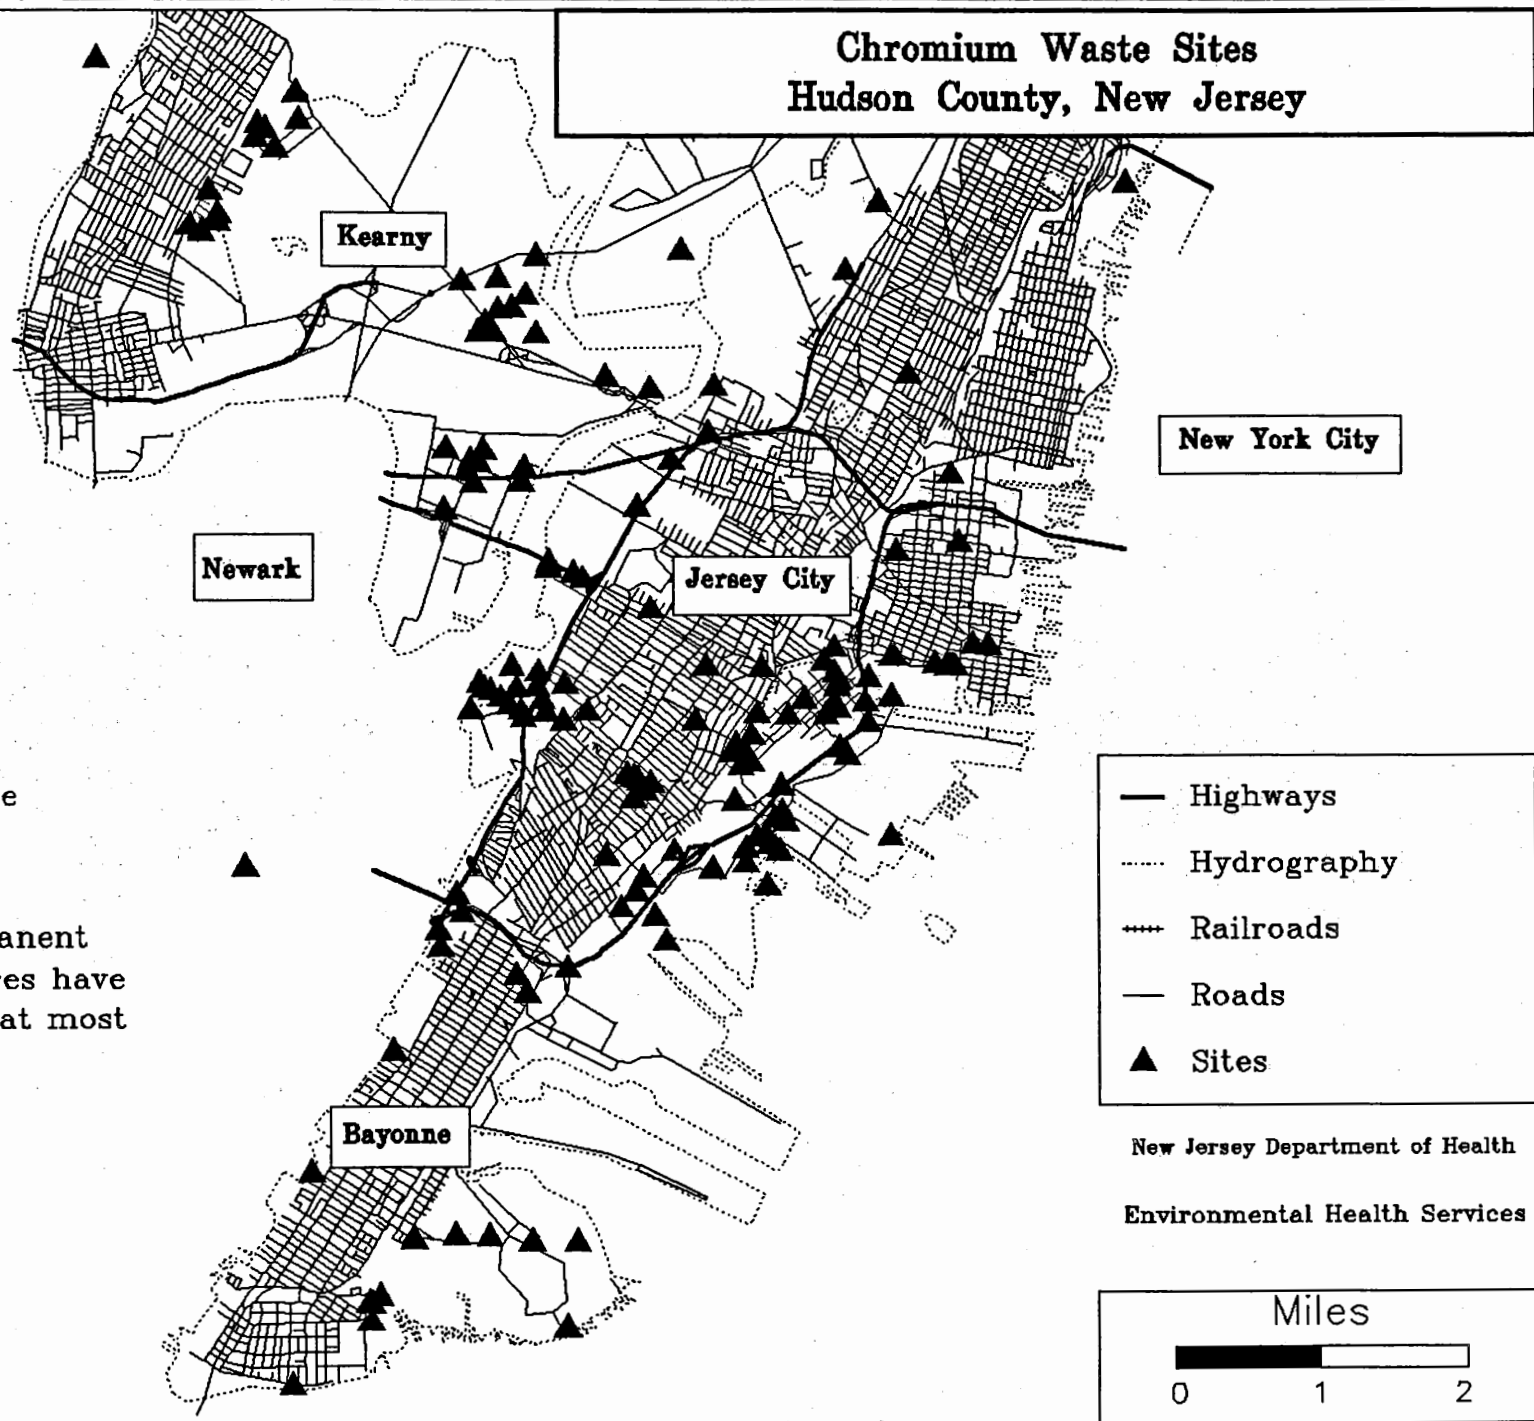 Chromium Waste Sites
Hudson County, New Jersey
Kearny
New York City
Newark
Jersey City
e
anent
res have
at most
Highways
Hydrography
Railroads
Roads
Sites
Bayonne
New Jersey Department of Health
Environmental Health Services
Miles
0 1 2